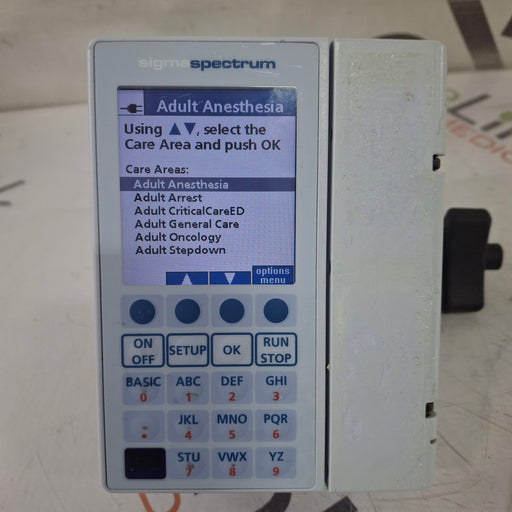 sigmaspectrum
Adult Anesthesia
Using ▲▼, select the
Care Area and push OK
Care Areas:
Adult Anesthesia
Adult Arrest
Adult CriticalCareED
Adult General Care
Adult Oncology
Adult Stepdown
options
menu
ON
OFF
SETUP
OK
RUN
STOP
BASIC
0
ABC
1
DEF
2
GHI
3
.
JKL
4
MNO
5
PQR
6
STU
7
VWX
8
YZ
9